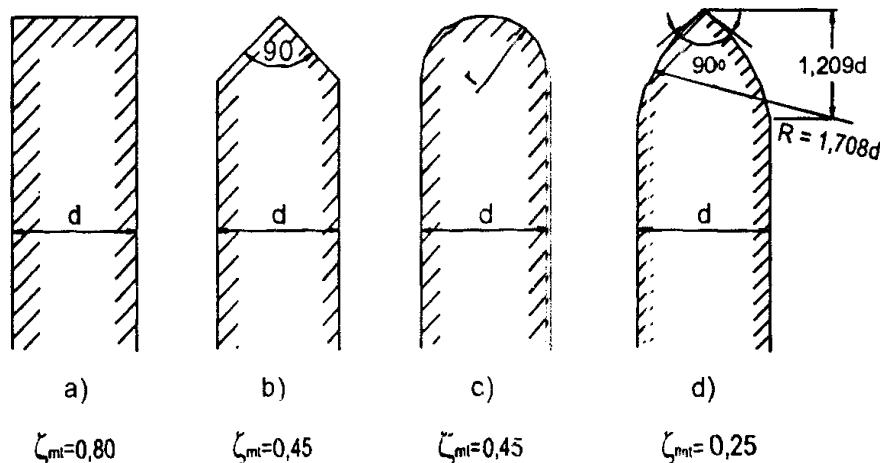 90
r
90°
1,209d
R = 1,708d
d d d d
a) b) c) d)
ζmt=0,80 ζmt=0,45 ζmt=0,45 ζmt= 0,25